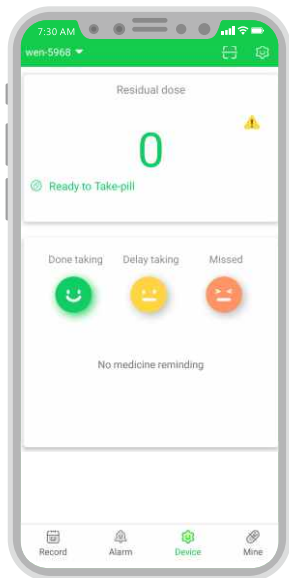 7:30 AM
wen-5968
Residual dose
0
Ready to Take-pill
Done taking Delay taking Missed
No medicine reminding
Record Alarm Device Mine